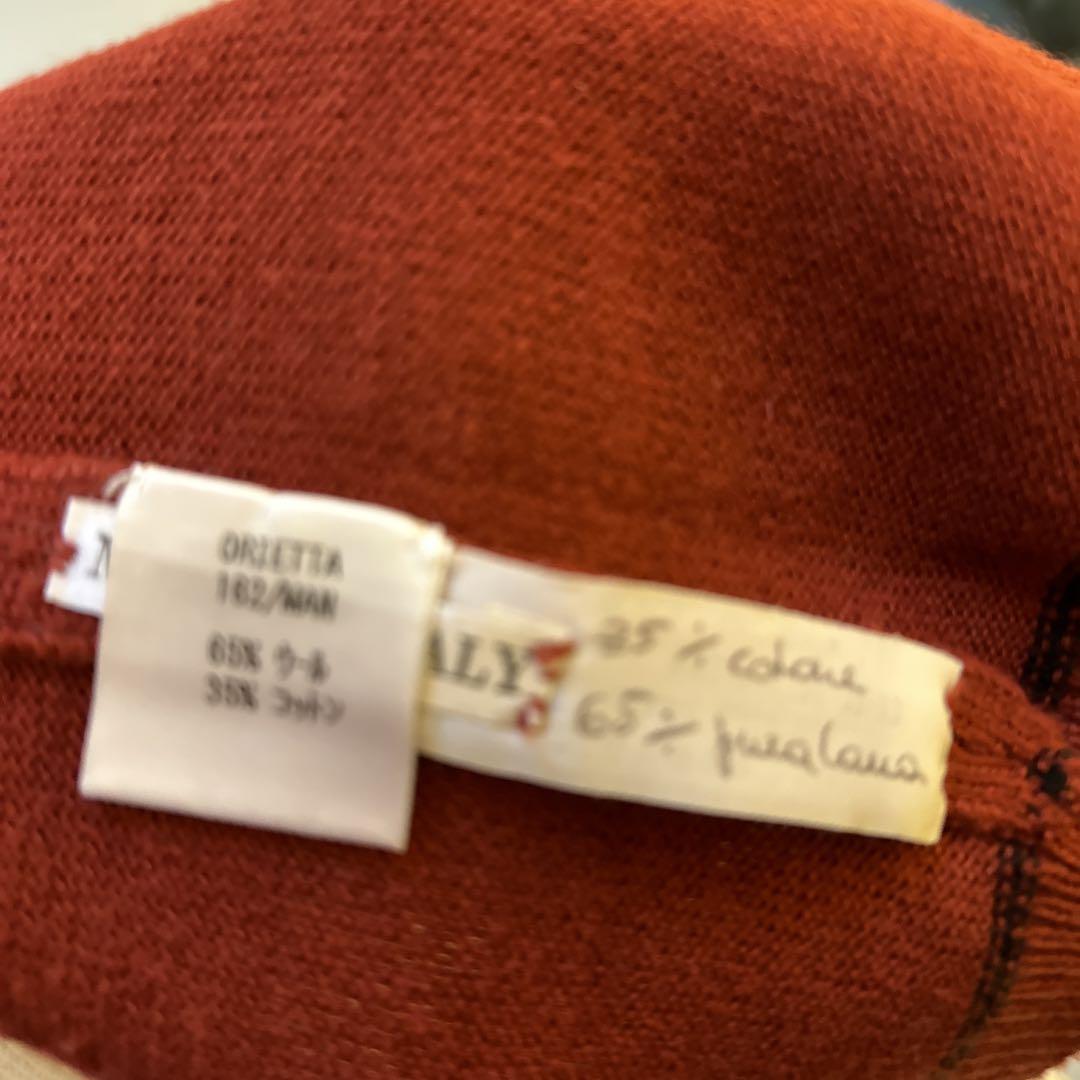 ORIETTA
162/MAN
65% ウール
35% コットン
ALY
35% cotone
65% pura lana